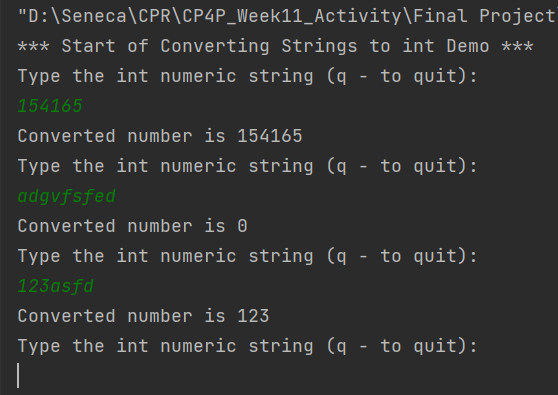 "D:\Seneca\CPR\CP4P_Week11_Activity\Final Project\
*** Start of Converting Strings to int Demo ***
Type the int numeric string (q - to quit):
154165
Converted number is 154165
Type the int numeric string (q - to quit):
adgvfsfed
Converted number is 0
Type the int numeric string (q - to quit):
123asfd
Converted number is 123
Type the int numeric string (q - to quit):